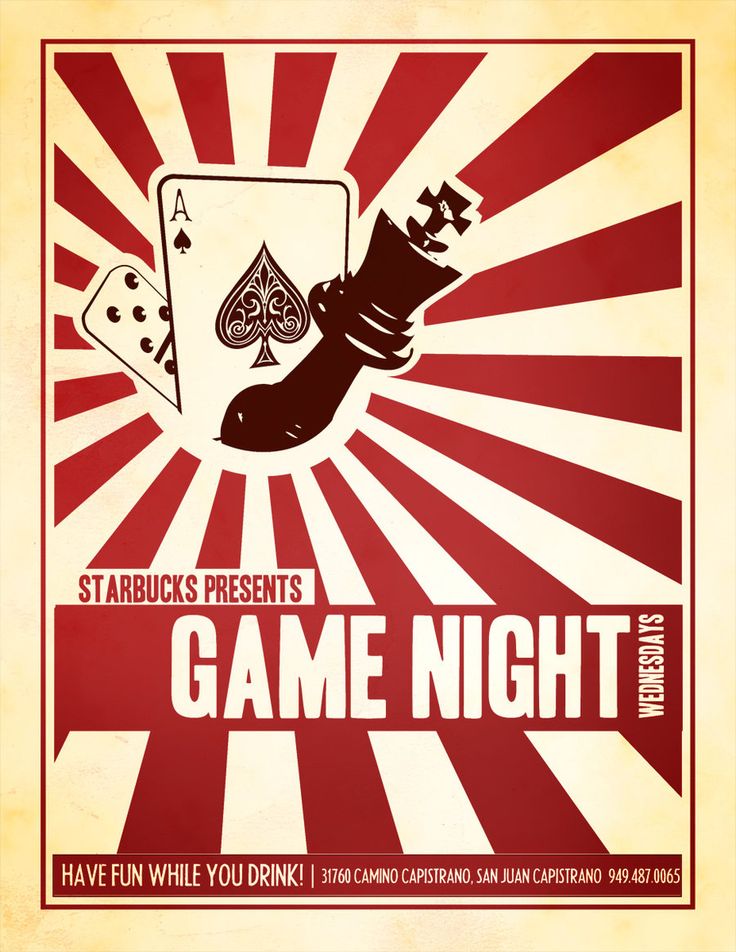 A
STARBUCKS PRESENTS
GAME NIGHT
WEDNESDAYS
HAVE FUN WHILE YOU DRINK! | 31760 CAMINO CAPISTRANO, SAN JUAN CAPISTRANO 949.487.0065